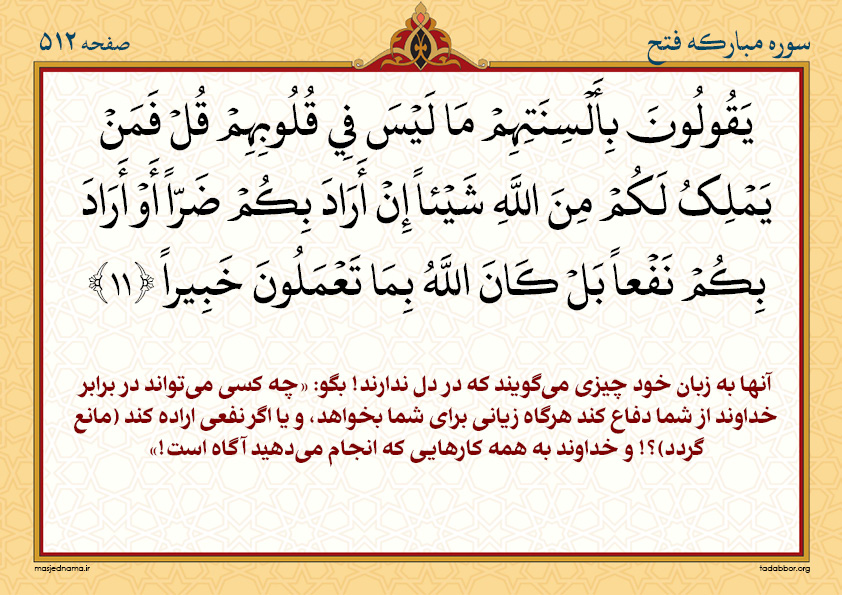 سوره مبارکه فتح
صفحه ۵۱۲
يَقُولُونَ بِأَلْسِنَتِهِمْ مَا لَيْسَ فِي قُلُوبِهِمْ قُلْ فَمَنْ
يَمْلِکُ لَکُمْ مِنَ اللَّهِ شَيْئاً إِنْ أَرَادَ بِکُمْ ضَرّاً أَوْ أَرَادَ
بِکُمْ نَفْعاً بَلْ کَانَ اللَّهُ بِمَا تَعْمَلُونَ خَبِيراً ﴿۱۱﴾
آنها به زبان خود چیزی می‌گویند که در دل ندارند! بگو: «چه کسی می‌تواند در برابر
خداوند از شما دفاع کند هرگاه زیانی برای شما بخواهد، و یا اگر نفعی اراده کند (مانع
گردد)؟! و خداوند به همه کارهایی که انجام می‌دهید آگاه است!»
masjednama.ir
tadabbor.org